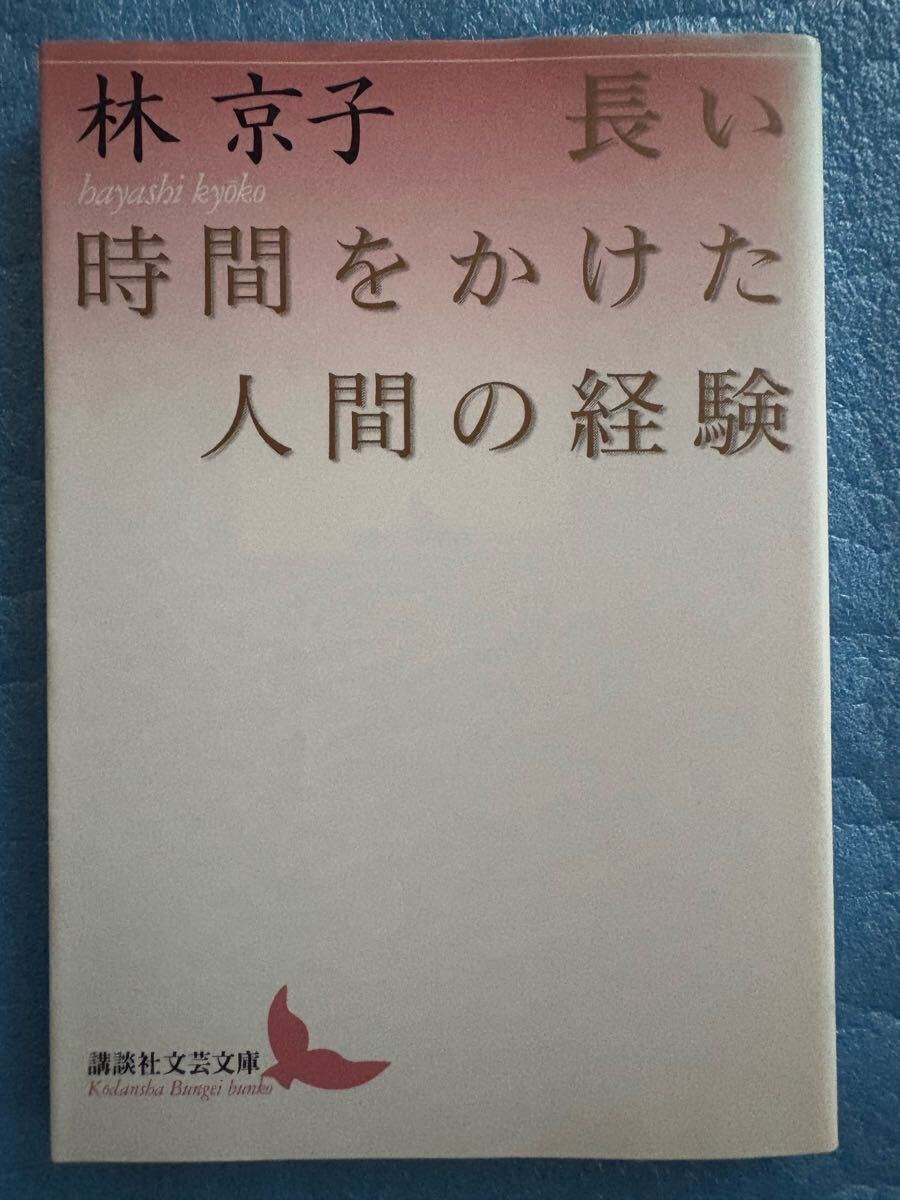 林 京子 長い
hayashi kyōko
時間をかけた
人間の経験
講談社文芸文庫
Kōdansha Bungei bunko